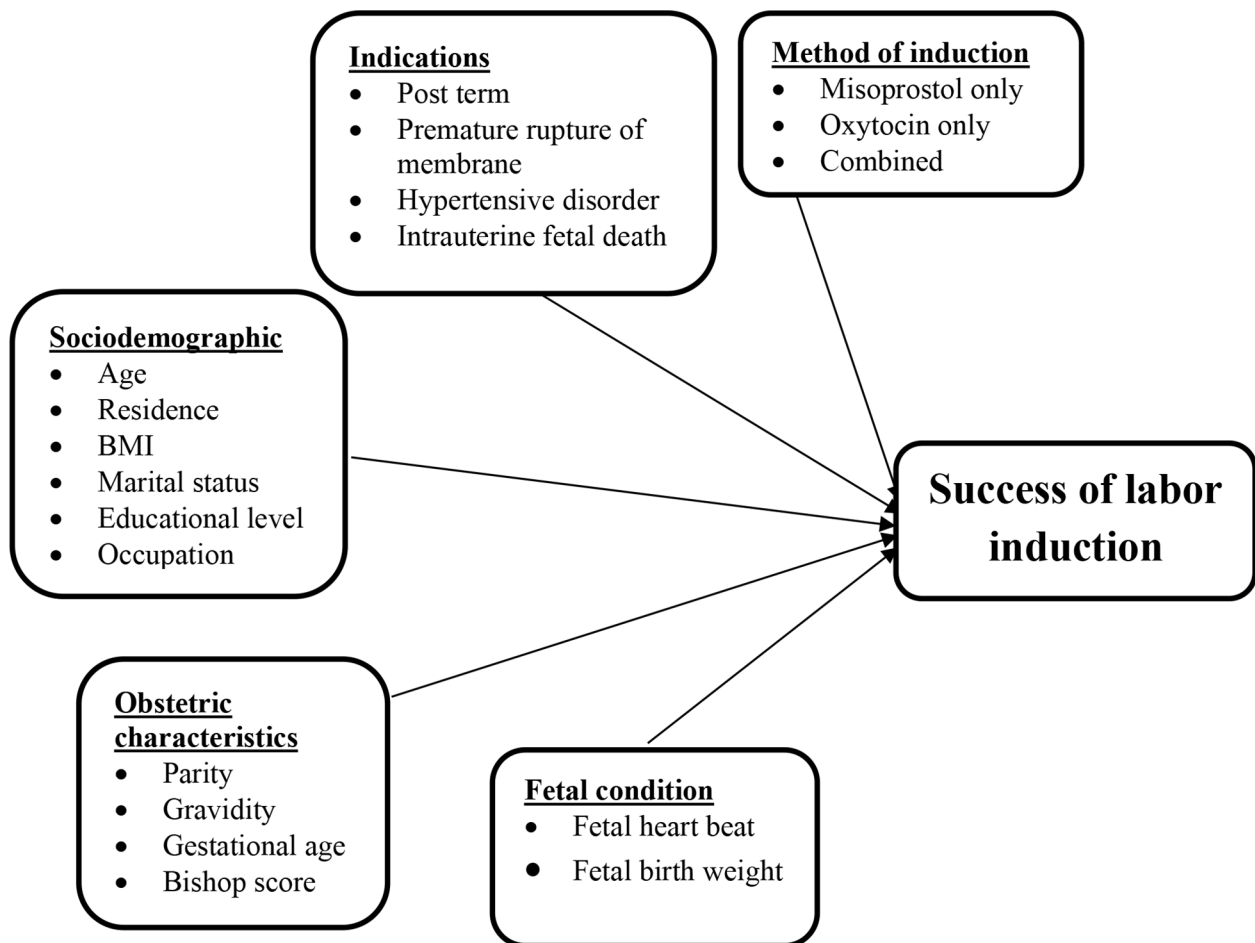 Indications
• Post term
• Premature rupture of
membrane
• Hypertensive disorder
• Intrauterine fetal death
Method of induction
• Misoprostol only
• Oxytocin only
• Combined
Sociodemographic
• Age
• Residence
• BMI
• Marital status
• Educational level
• Occupation
Success of labor
induction
Obstetric
characteristics
• Parity
• Gravidity
• Gestational age
• Bishop score
Fetal condition
• Fetal heart beat
• Fetal birth weight